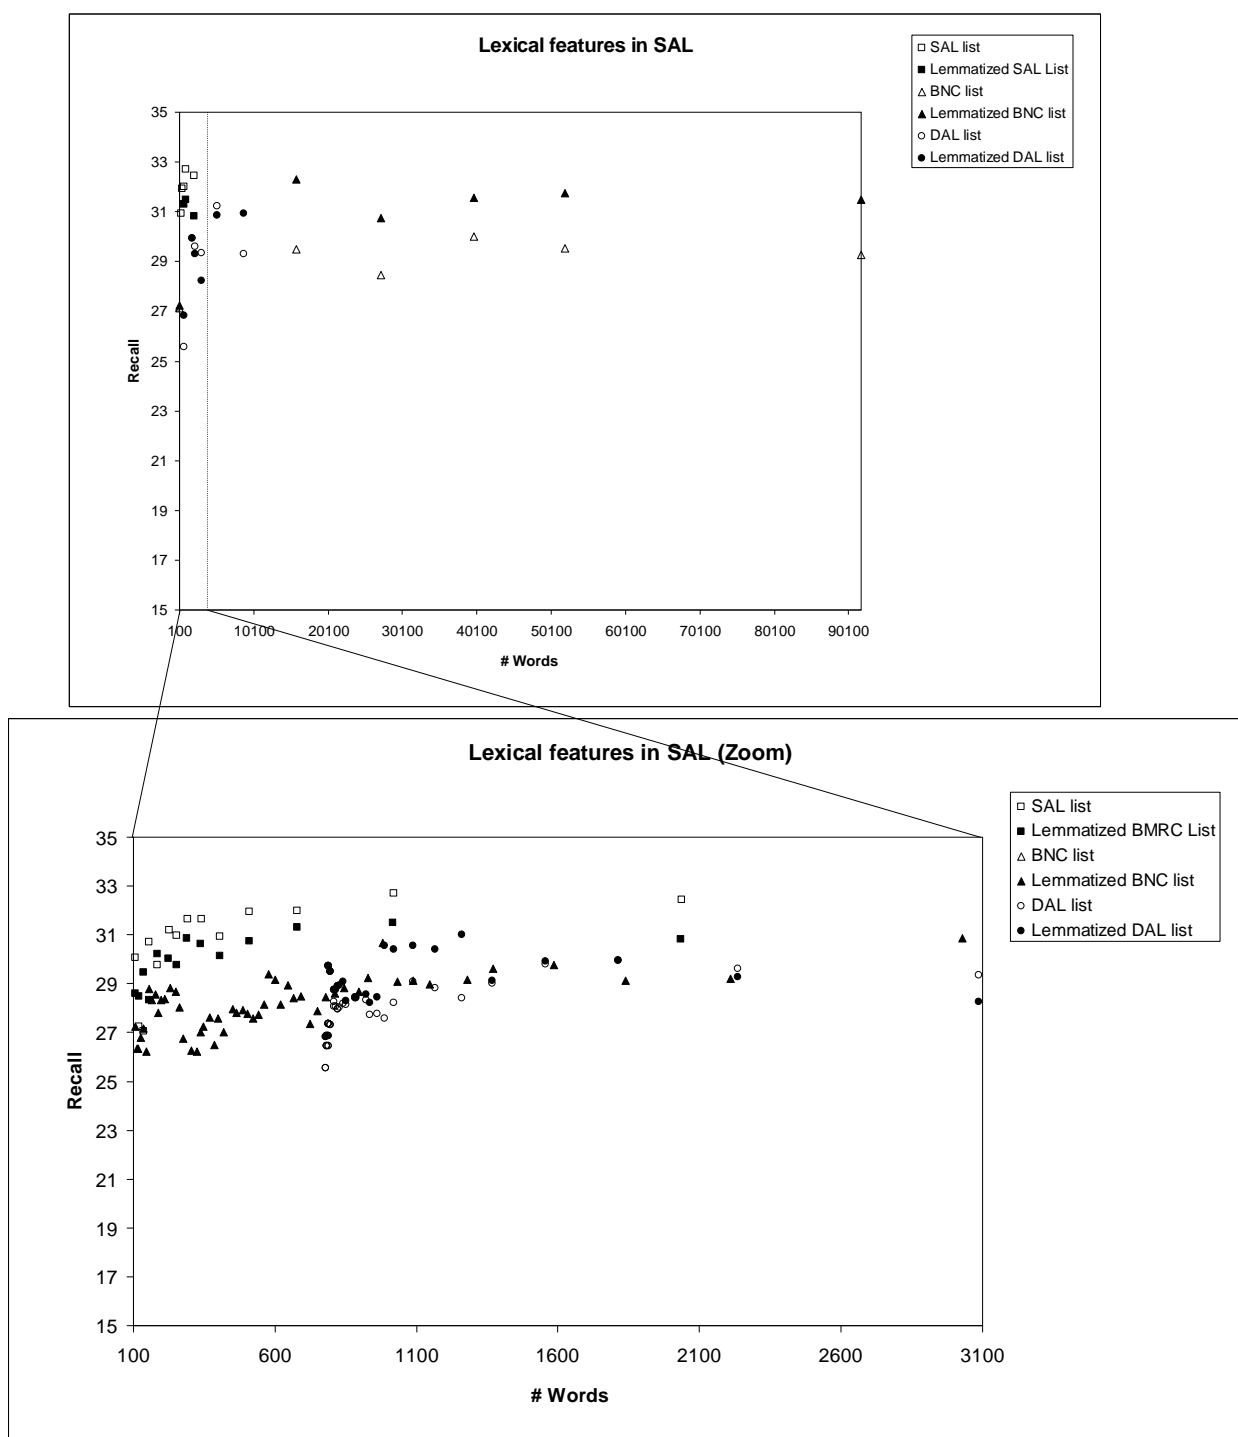 Lexical features in SAL
SAL list
Lemmatized SAL List
BNC list
Lemmatized BNC list
DAL list
Lemmatized DAL list
35
33
31
29
27
25
23
21
19
17
15
Recall
100 10100 20100 30100 40100 50100 60100 70100 80100 90100
# Words
Lexical features in SAL (Zoom)
SAL list
Lemmatized BMRC List
BNC list
Lemmatized BNC list
DAL list
Lemmatized DAL list
35
33
31
29
27
25
23
21
19
17
15
Recall
100 600 1100 1600 2100 2600 3100
# Words